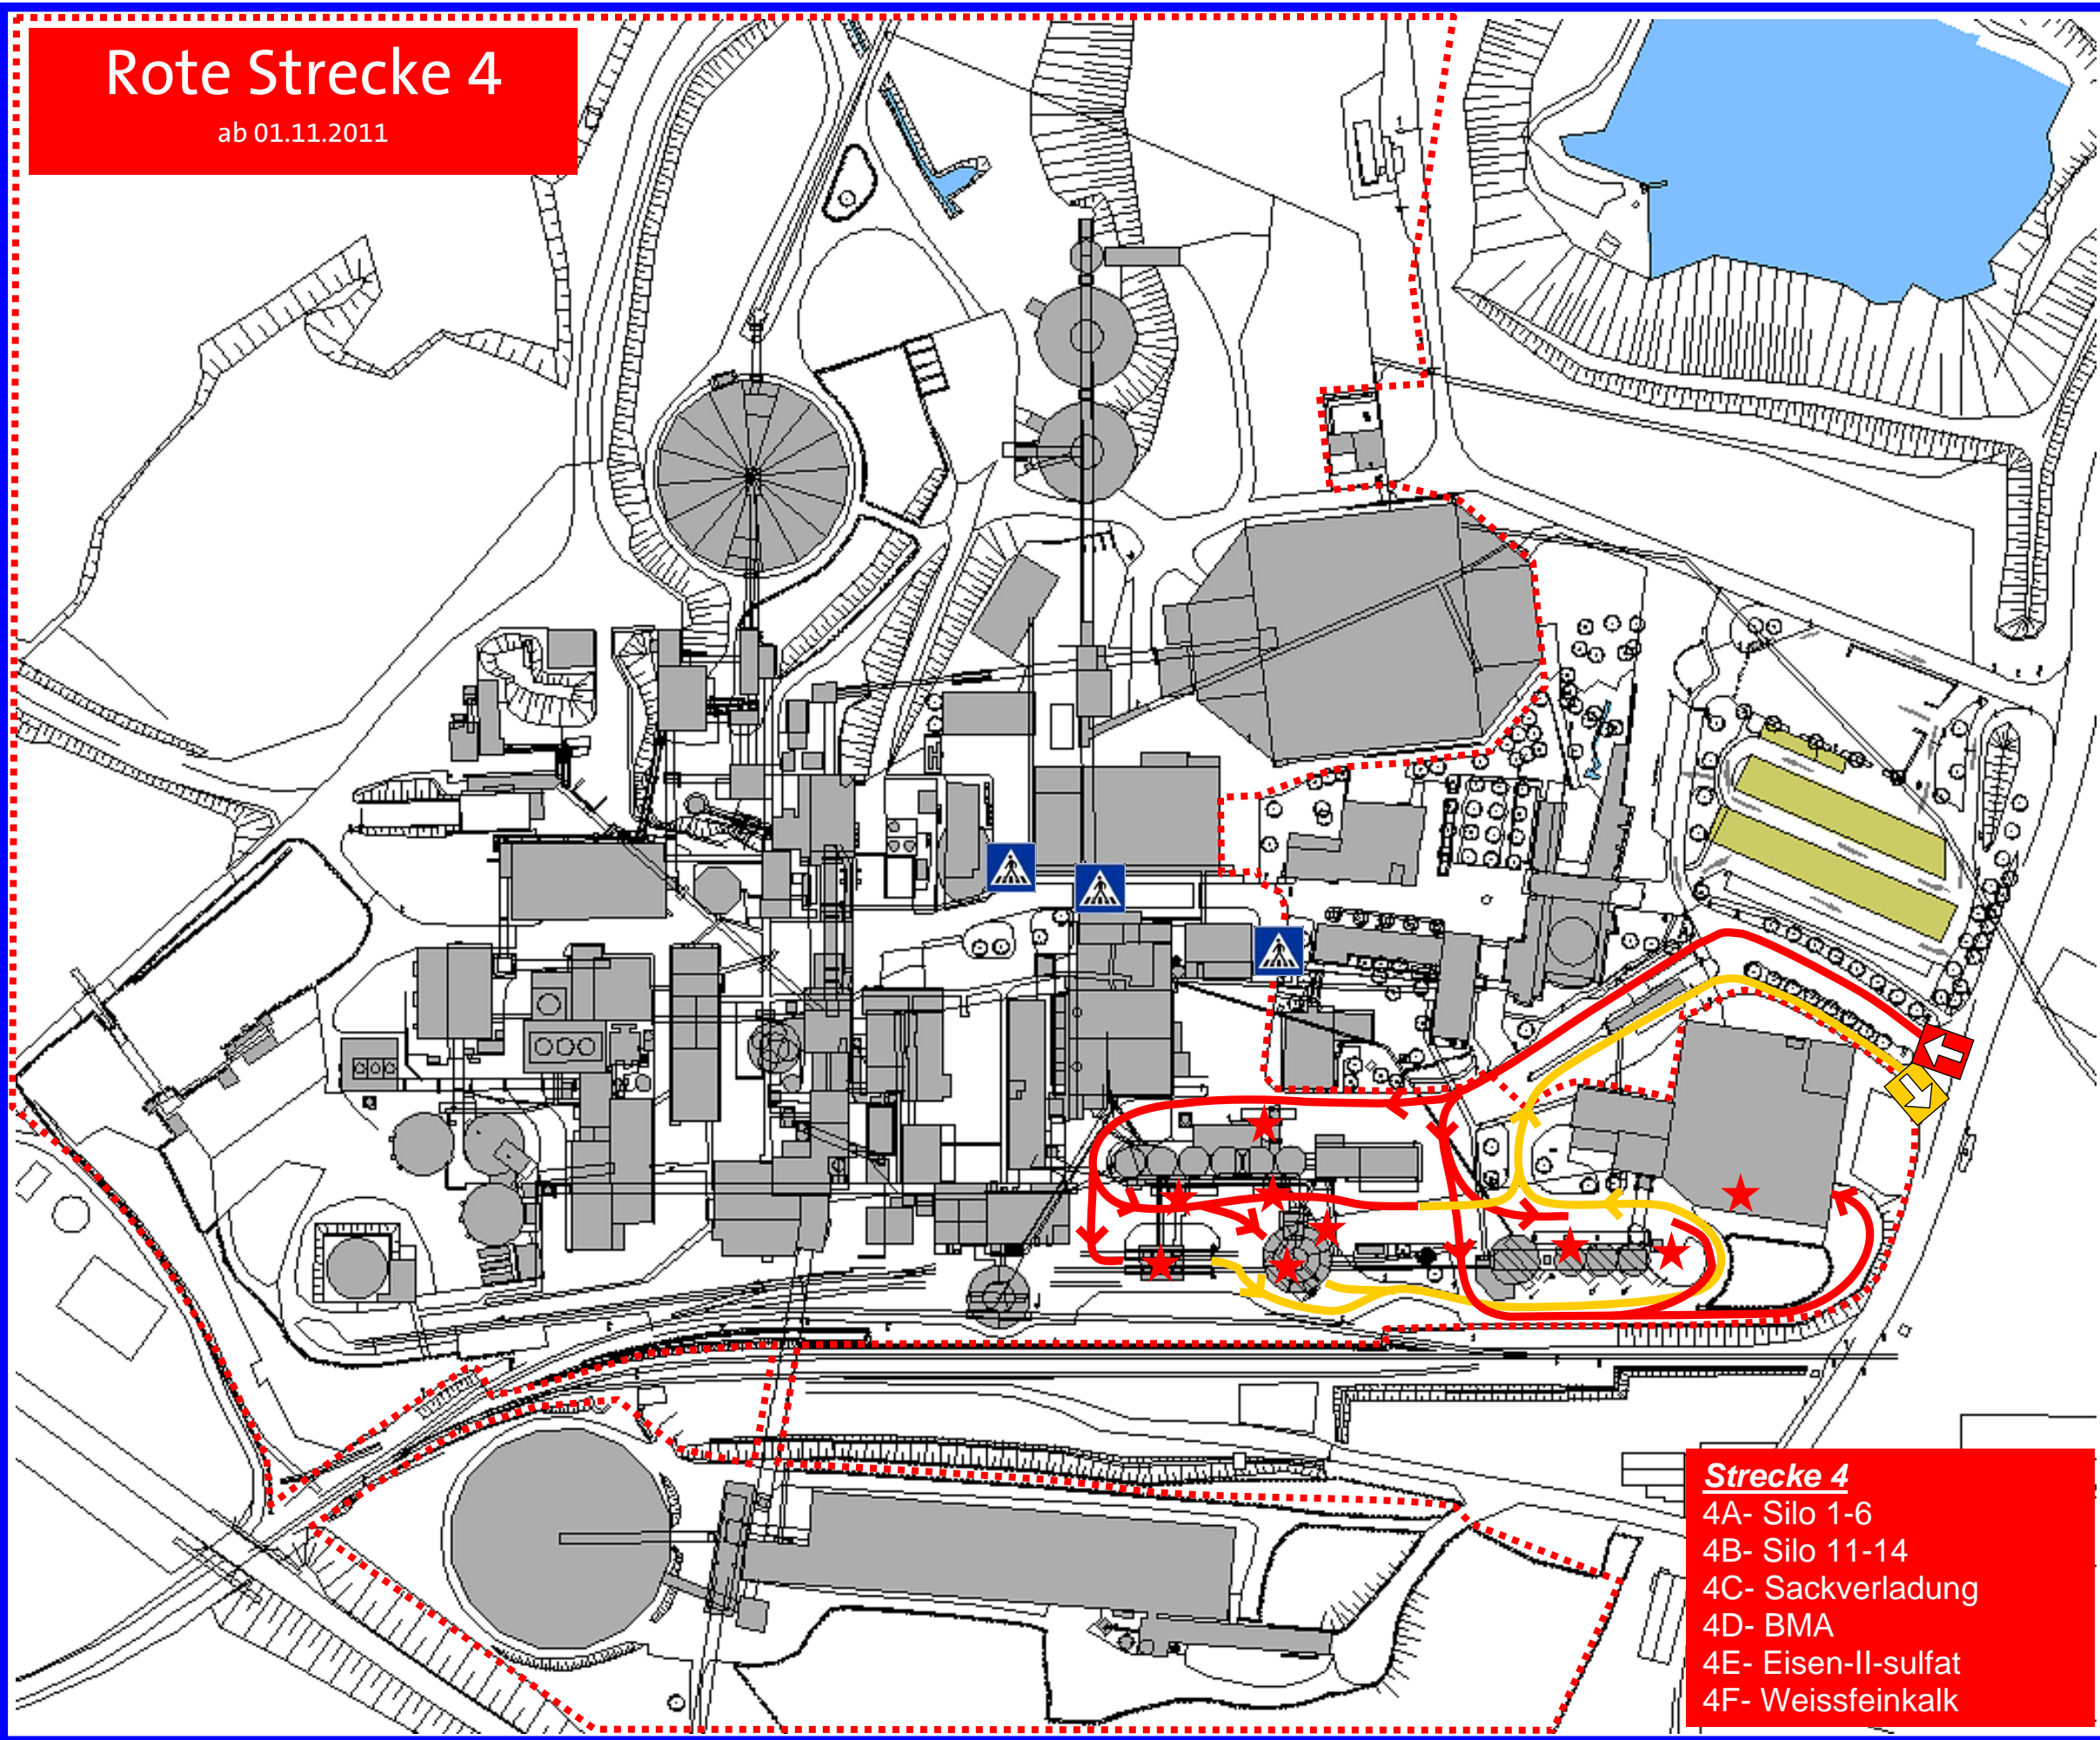 Rote Strecke 4
ab 01.11.2011
Strecke 4
4A- Silo 1-6
4B- Silo 11-14
4C- Sackverladung
4D- BMA
4E- Eisen-II-sulfat
4F- Weissfeinkalk